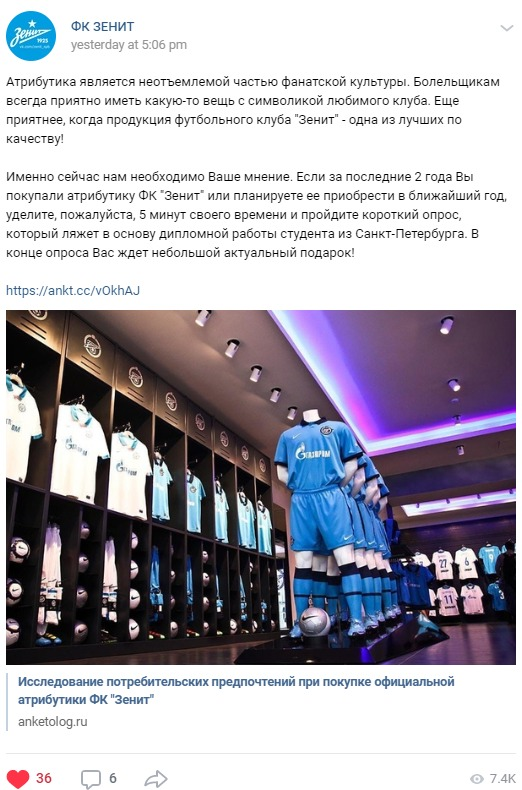 ФК ЗЕНИТ
yesterday at 5:06 pm
Атрибутика является неотъемлемой частью фанатской культуры. Болельщикам
всегда приятно иметь какую-то вещь с символикой любимого клуба. Еще
приятнее, когда продукция футбольного клуба "Зенит" - одна из лучших по
качеству!
Именно сейчас нам необходимо Ваше мнение. Если за последние 2 года Вы
покупали атрибутику ФК "Зенит" или планируете ее приобрести в ближайший год,
уделите, пожалуйста, 5 минут своего времени и пройдите короткий опрос,
который ляжет в основу дипломной работы студента из Санкт-Петербурга. В
конце опроса Вас ждет небольшой актуальный подарок!
https://ankt.cc/vOkhAJ
GAZПРОМ
27
6
11
3
Исследование потребительских предпочтений при покупке официальной
атрибутики ФК "Зенит"
anketolog.ru
36
6
7.4K